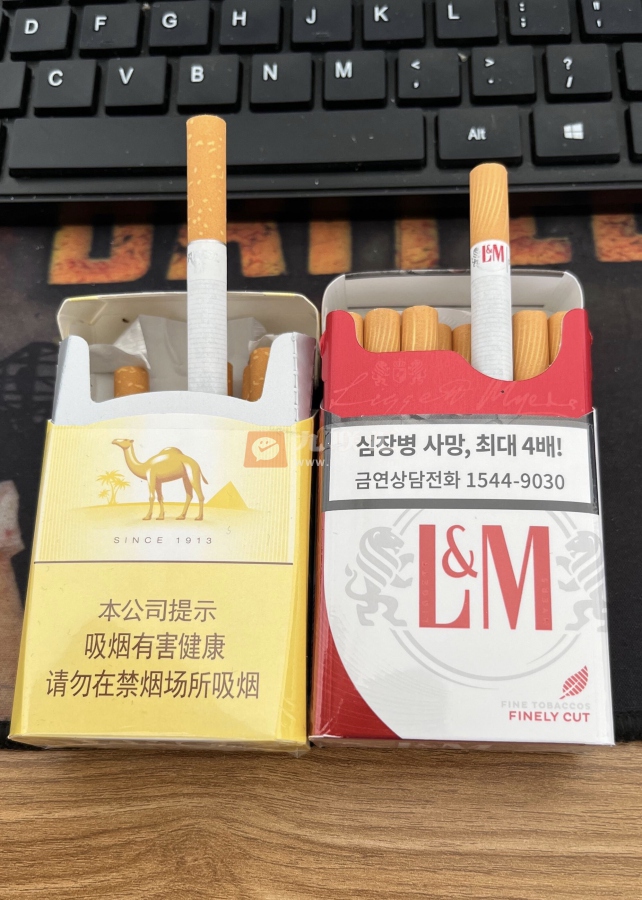 D F G H J K L
C V B N M < , > . ? /
Alt
L&M
SINCE 1913
本公司提示
吸烟有害健康
请勿在禁烟场所吸烟
Liggett Myers
심장병 사망, 최대 4배!
금연상담전화 1544-9030
L&M
FINE TOBACCOS
FINELY CUT